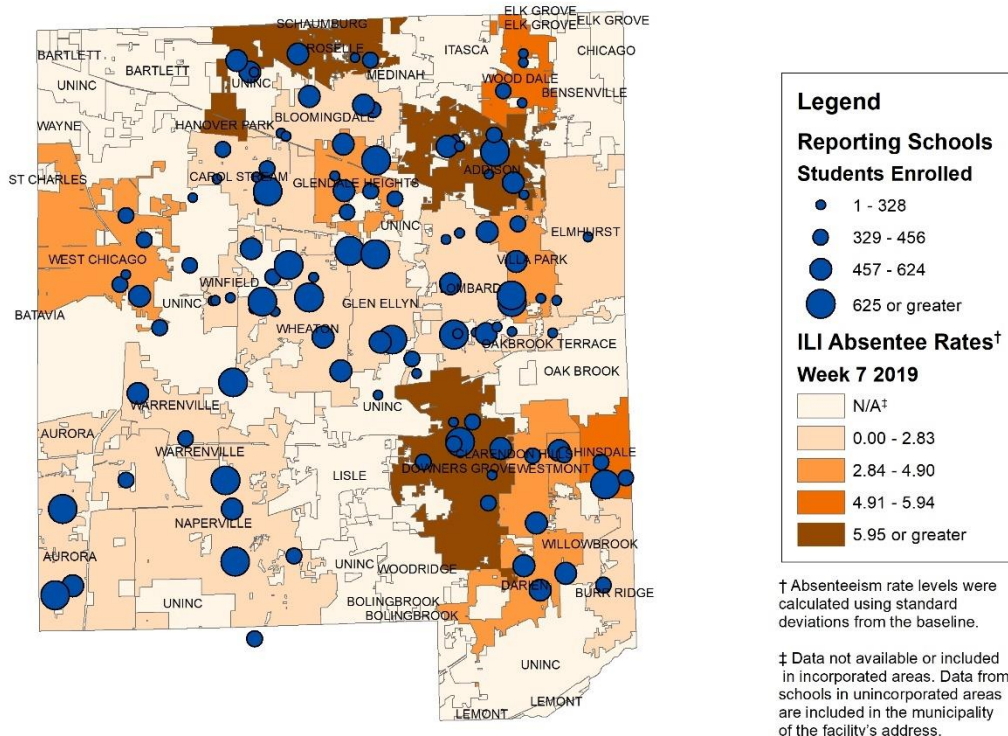 SCHAUMBURG
ELK GROVE
ELK GROVE
ELK GROVE
ROSELLE
ITASCA
CHICAGO
BARTLETT
BARTLETT
UNINC
MEDINAH
WOOD DALE
UNINC
BENSENVILLE
WAYNE
HANOVER PARK
BLOOMINGDALE
ST CHARLES
CAROL STREAM
GLENDALE HEIGHTS
ADDISON
UNINC
ELMHURST
WEST CHICAGO
VILLA PARK
WINFIELD
LOMBARD
BATAVIA
UNINC
GLEN ELLYN
WHEATON
OAKBROOK TERRACE
OAK BROOK
WARRENVILLE
UNINC
AURORA
WARRENVILLE
LISLE
CLARENDON HILLS
HINSDALE
DOWNERS GROVE
WESTMONT
NAPERVILLE
WILLOWBROOK
AURORA
UNINC
WOODRIDGE
DARIEN
BURR RIDGE
UNINC
BOLINGBROOK
BOLINGBROOK
UNINC
LEMONT
LEMONT
Legend
Reporting Schools
Students Enrolled
1 - 328
329 - 456
457 - 624
625 or greater
ILI Absentee Rates†
Week 7 2019
N/A‡
0.00 - 2.83
2.84 - 4.90
4.91 - 5.94
5.95 or greater
† Absenteeism rate levels were
calculated using standard
deviations from the baseline.
‡ Data not available or included
in incorporated areas. Data from
schools in unincorporated areas
are included in the municipality
of the facility's address.